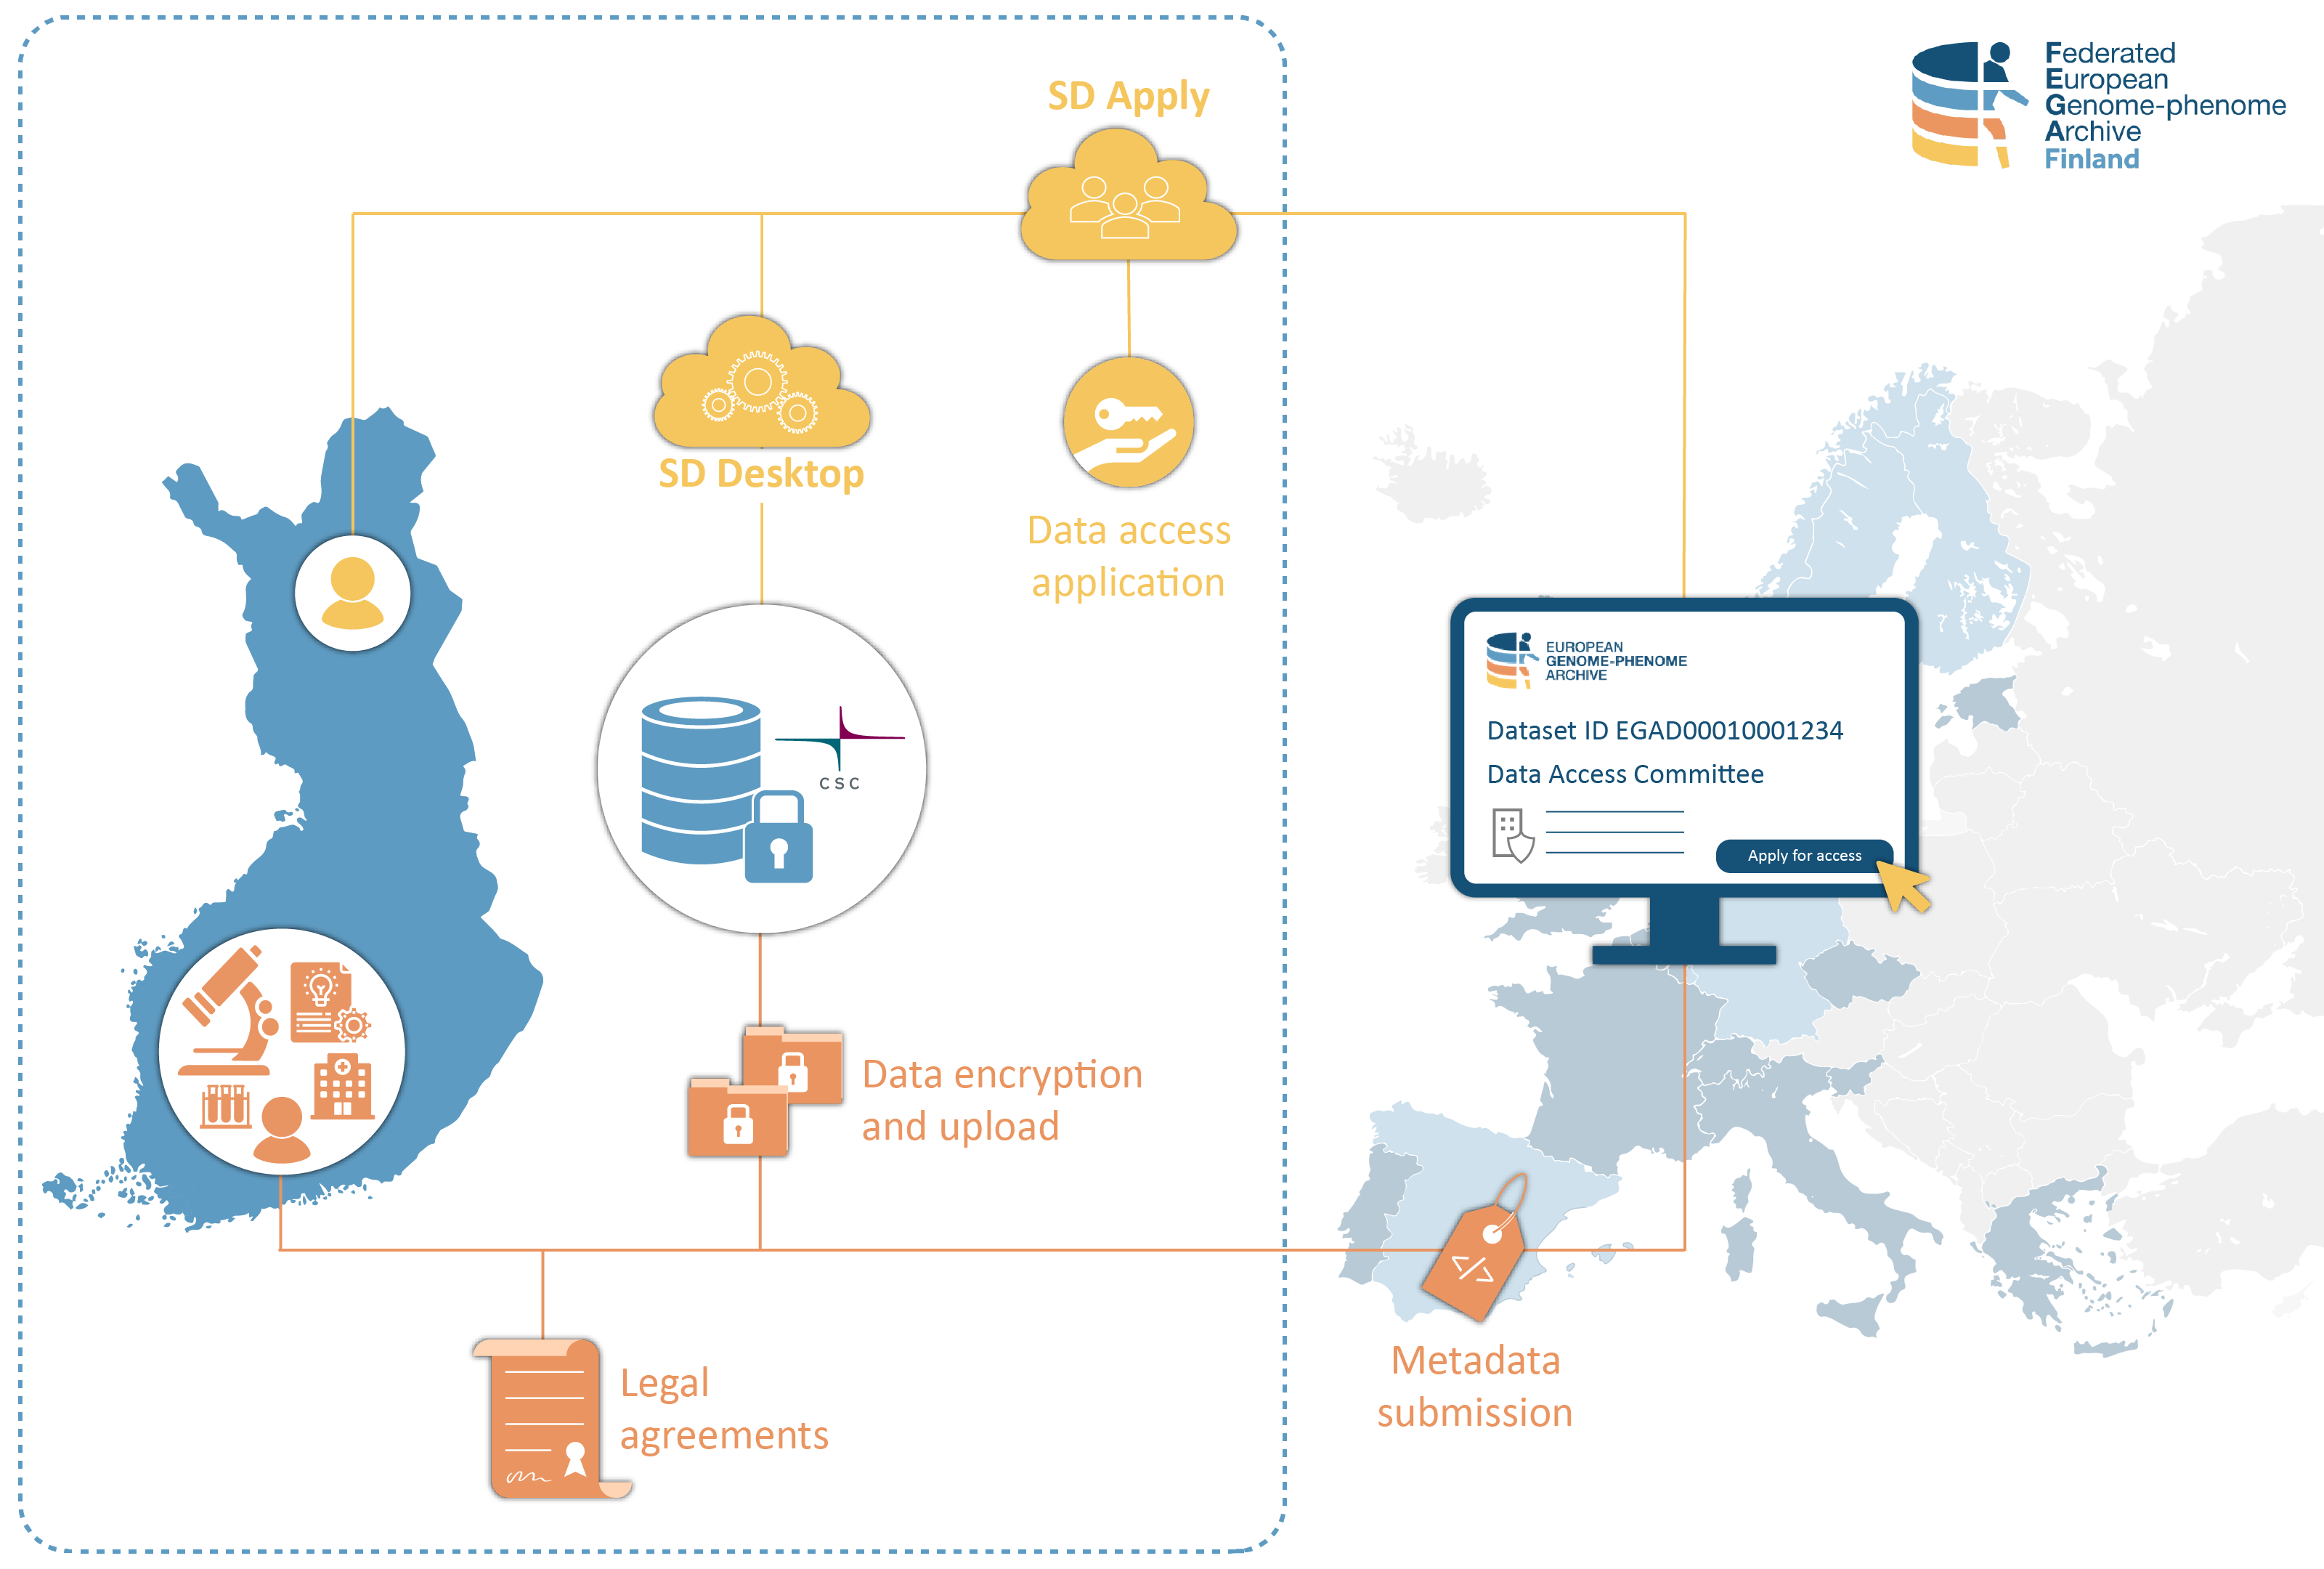 Federated
European
Genome-phenome
Archive
Finland
SD Apply
SD Desktop
Data access
application
CSC
EUROPEAN
GENOME-PHENOME
ARCHIVE
Dataset ID EGAD00010001234
Data Access Committee
Apply for access
Data encryption
and upload
</>
Legal
agreements
Metadata
submission